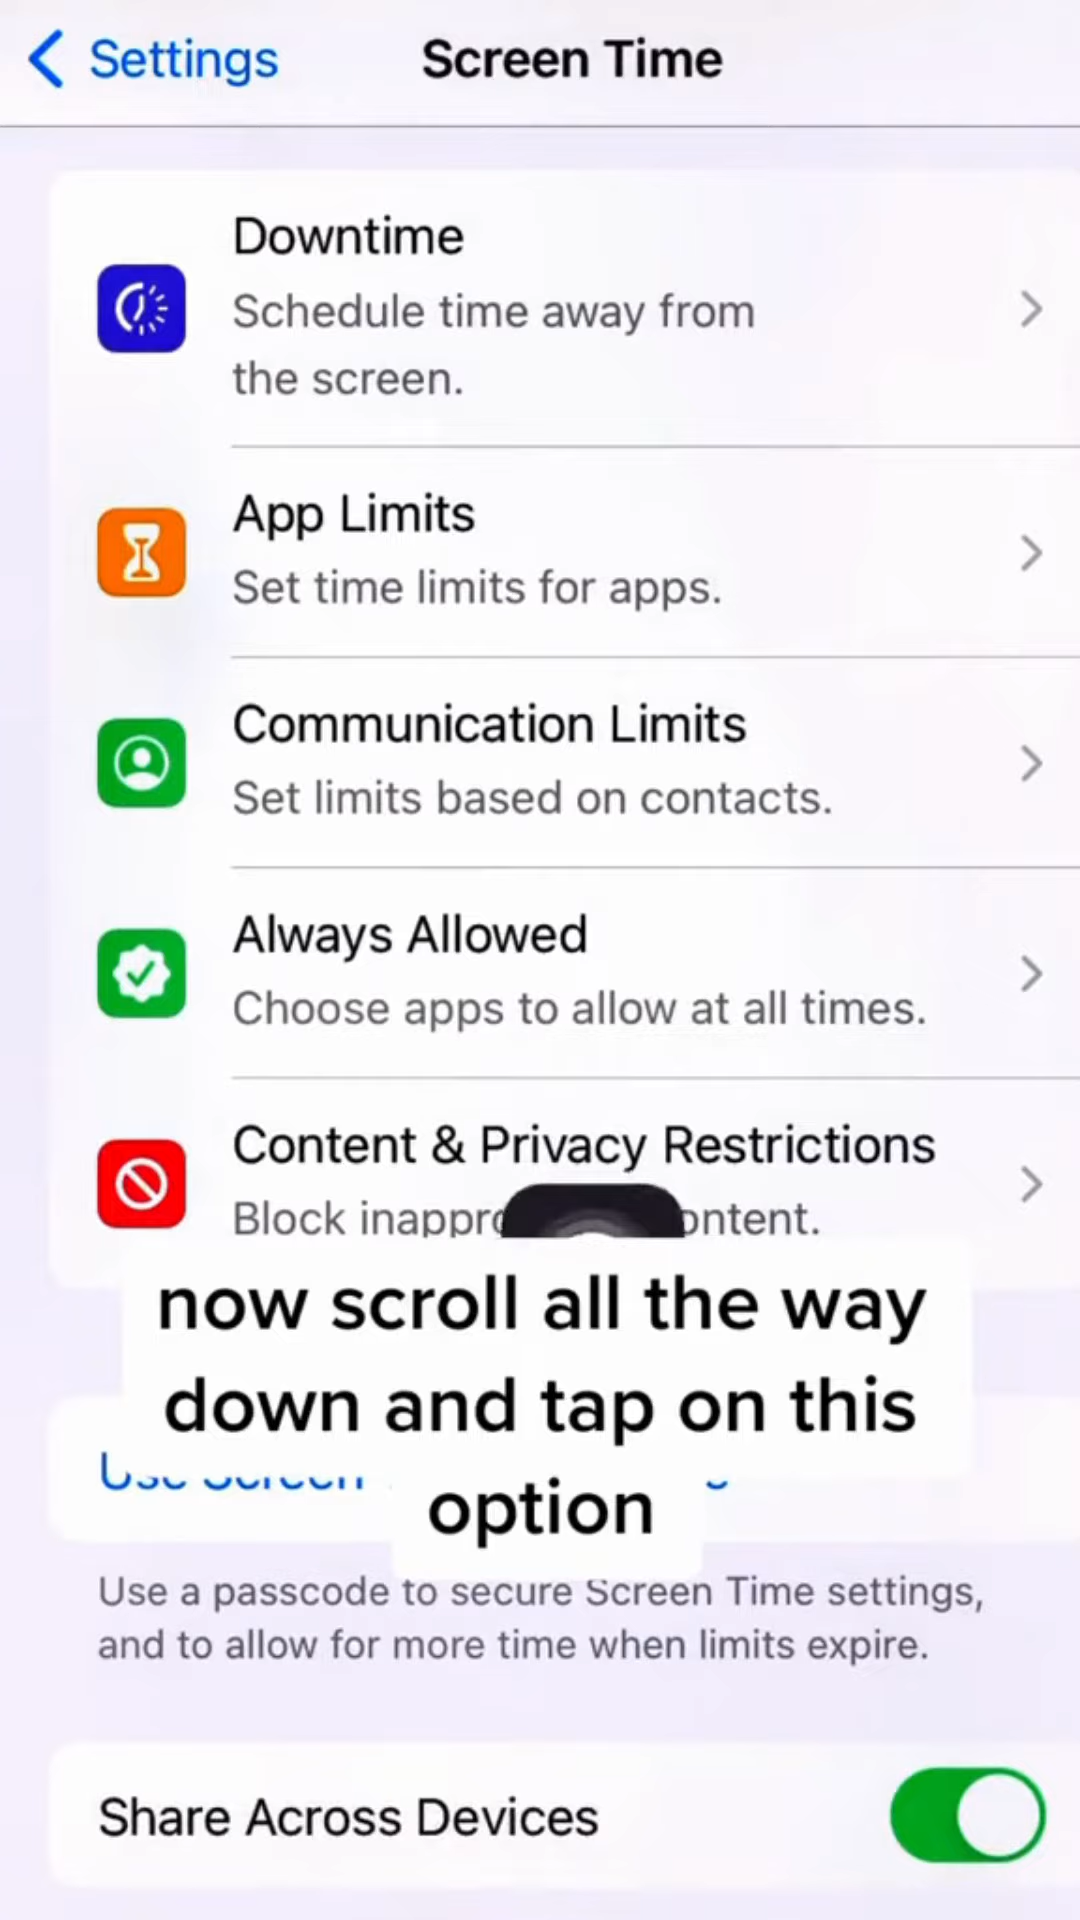 Settings
Screen Time
Downtime
Schedule time away from
the screen.
App Limits
Set time limits for apps.
Communication Limits
Set limits based on contacts.
Always Allowed
Choose apps to allow at all times.
Content & Privacy Restrictions
Block
now scroll all the way
down and tap on this
option
Use Screen
Use a passcode to secure Screen Time settings,
and to allow for more time when limits expire.
Share Across Devices